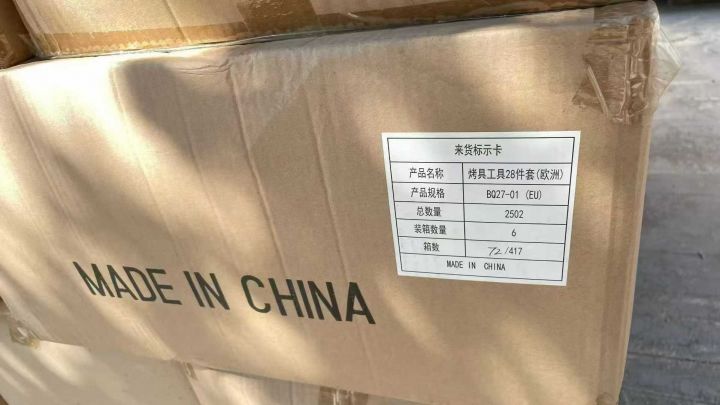 来货标示卡
产品名称 烤具工具28件套(欧洲)
产品规格 BQ27-01 (EU)
总数量 2502
装箱数量 6
箱数 72/417
MADE IN CHINA
MADE IN CHINA